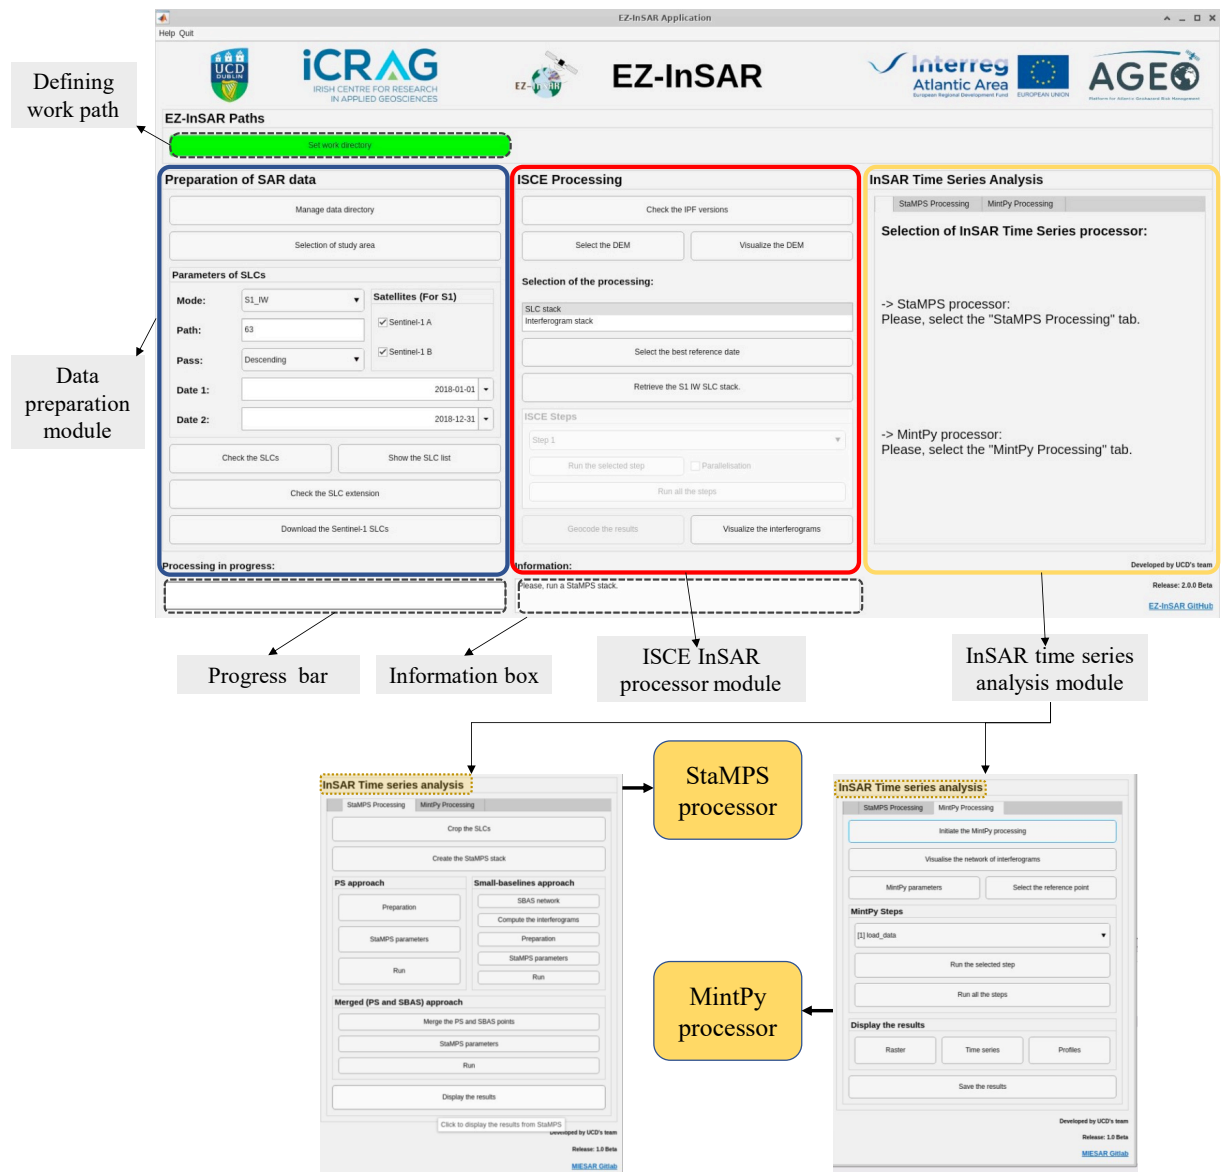 EZ-InSAR Application
Help Quit
UCD
DUBLIN
iCRAG
IRISH CENTRE FOR RESEARCH
IN APPLIED GEOSCIENCES
EZ-InSAR
EZ-InSAR
Interreg
Atlantic Area
European Regional Development Fund
EUROPEAN UNION
AGEO
Platform for Atlantic Geohazard Risk Management
Defining
work path
EZ-InSAR Paths
Set work directory
Preparation of SAR data
Manage data directory
Selection of study area
Parameters of SLCs
Mode:
S1_IW
Satellites (For S1)
Path:
63
Sentinel-1 A
Pass:
Descending
Sentinel-1 B
Date 1:
2018-01-01
Date 2:
2018-12-31
Check the SLCs
Show the SLC list
Check the SLC extension
Download the Sentinel-1 SLCs
Data
preparation
module
ISCE Processing
Check the IPF versions
Select the DEM
Visualize the DEM
Selection of the processing:
SLC stack
Interferogram stack
Select the best reference date
Retrieve the S1 IW SLC stack.
ISCE Steps
Step 1
Run the selected step
Parallelisation
Run all the steps
Geocode the results
Visualize the interferograms
InSAR Time Series Analysis
StaMPS Processing
MintPy Processing
Selection of InSAR Time Series processor:
-> StaMPS processor:
Please, select the "StaMPS Processing" tab.
-> MintPy processor:
Please, select the "MintPy Processing" tab.
Processing in progress:
Information:
Please, run a StaMPS stack.
Developed by UCD's team
Release: 2.0.0 Beta
EZ-InSAR GitHub
Progress bar
Information box
ISCE InSAR
processor module
InSAR time series
analysis module
InSAR Time series analysis
StaMPS Processing
MintPy Processing
Crop the SLCs
Create the StaMPS stack
PS approach
Preparation
StaMPS parameters
Run
Small-baselines approach
SBAS network
Compute the interferograms
Preparation
StaMPS parameters
Run
Merged (PS and SBAS) approach
Merge the PS and SBAS points
StaMPS parameters
Run
Display the results
Click to display the results from StaMPS
Developed by UCD's team
Release: 1.0 Beta
MIESAR Gitlab
StaMPS
processor
MintPy
processor
InSAR Time series analysis
StaMPS Processing
MintPy Processing
Initiate the MintPy processing
Visualise the network of interferograms
MintPy parameters
Select the reference point
MintPy Steps
[1] load_data
Run the selected step
Run all the steps
Display the results
Raster
Time series
Profiles
Save the results
Developed by UCD's team
Release: 1.0 Beta
MIESAR Gitlab